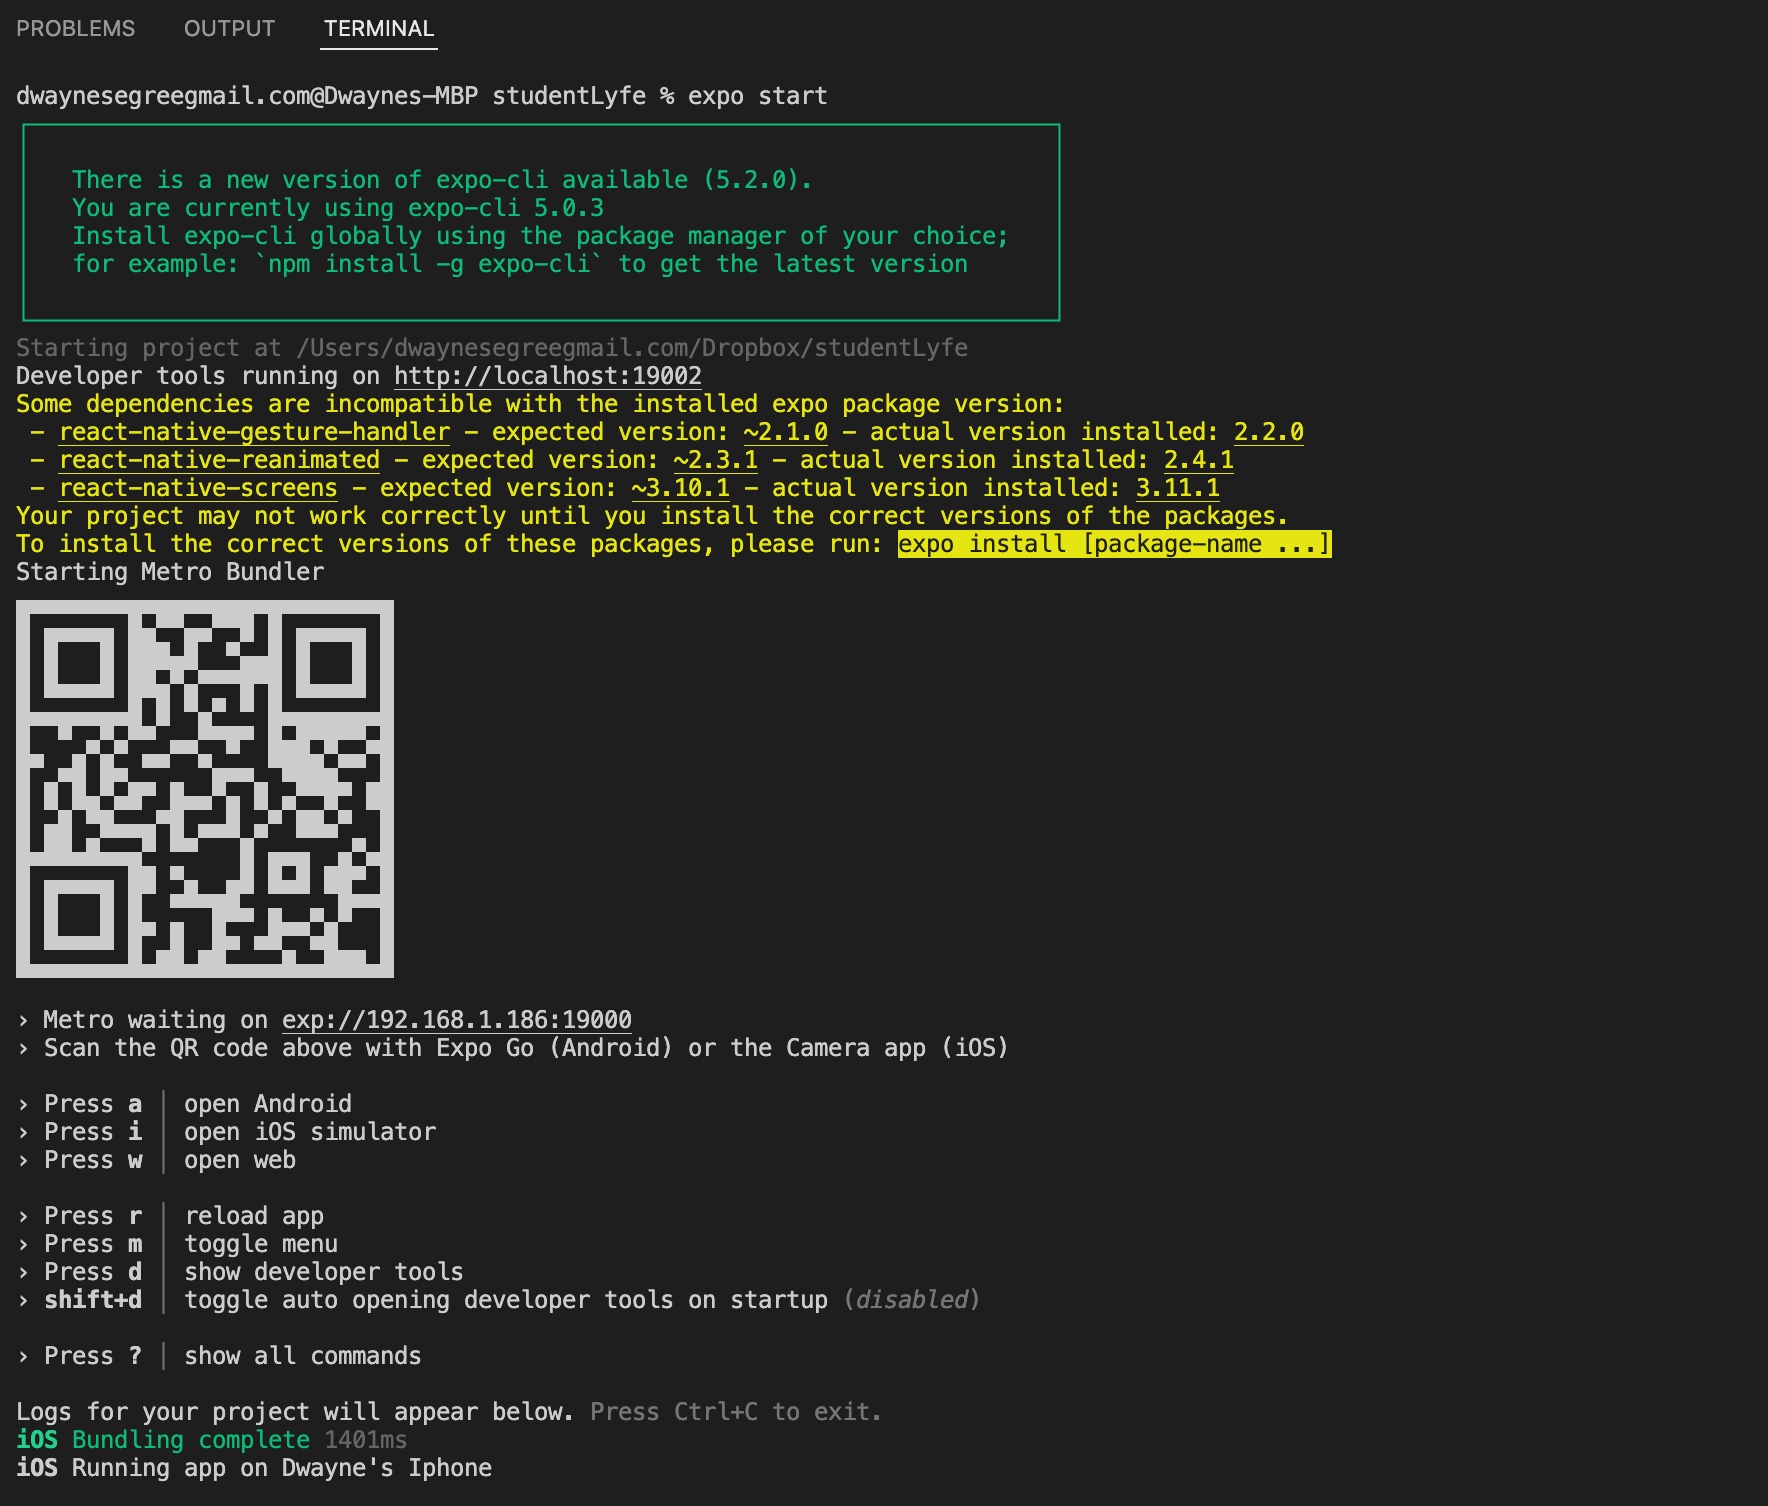 PROBLEMS OUTPUT TERMINAL
dwaynesegreegmail.com@Dwaynes-MBP studentLyfe % expo start
There is a new version of expo-cli available (5.2.0).
You are currently using expo-cli 5.0.3
Install expo-cli globally using the package manager of your choice;
for example: `npm install -g expo-cli` to get the latest version
Starting project at /Users/dwaynesegreegmail.com/Dropbox/studentLyfe
Developer tools running on http://localhost:19002
Some dependencies are incompatible with the installed expo package version:
- react-native-gesture-handler - expected version: ~2.1.0 - actual version installed: 2.2.0
- react-native-reanimated - expected version: ~2.3.1 - actual version installed: 2.4.1
- react-native-screens - expected version: ~3.10.1 - actual version installed: 3.11.1
Your project may not work correctly until you install the correct versions of the packages.
To install the correct versions of these packages, please run: expo install [package-name ...]
Starting Metro Bundler
› Metro waiting on exp://192.168.1.186:19000
› Scan the QR code above with Expo Go (Android) or the Camera app (iOS)
› Press a │ open Android
› Press i │ open iOS simulator
› Press w │ open web
› Press r │ reload app
› Press m │ toggle menu
› Press d │ show developer tools
› shift+d │ toggle auto opening developer tools on startup (disabled)
› Press ? │ show all commands
Logs for your project will appear below. Press Ctrl+C to exit.
iOS Bundling complete 1401ms
iOS Running app on Dwayne's Iphone